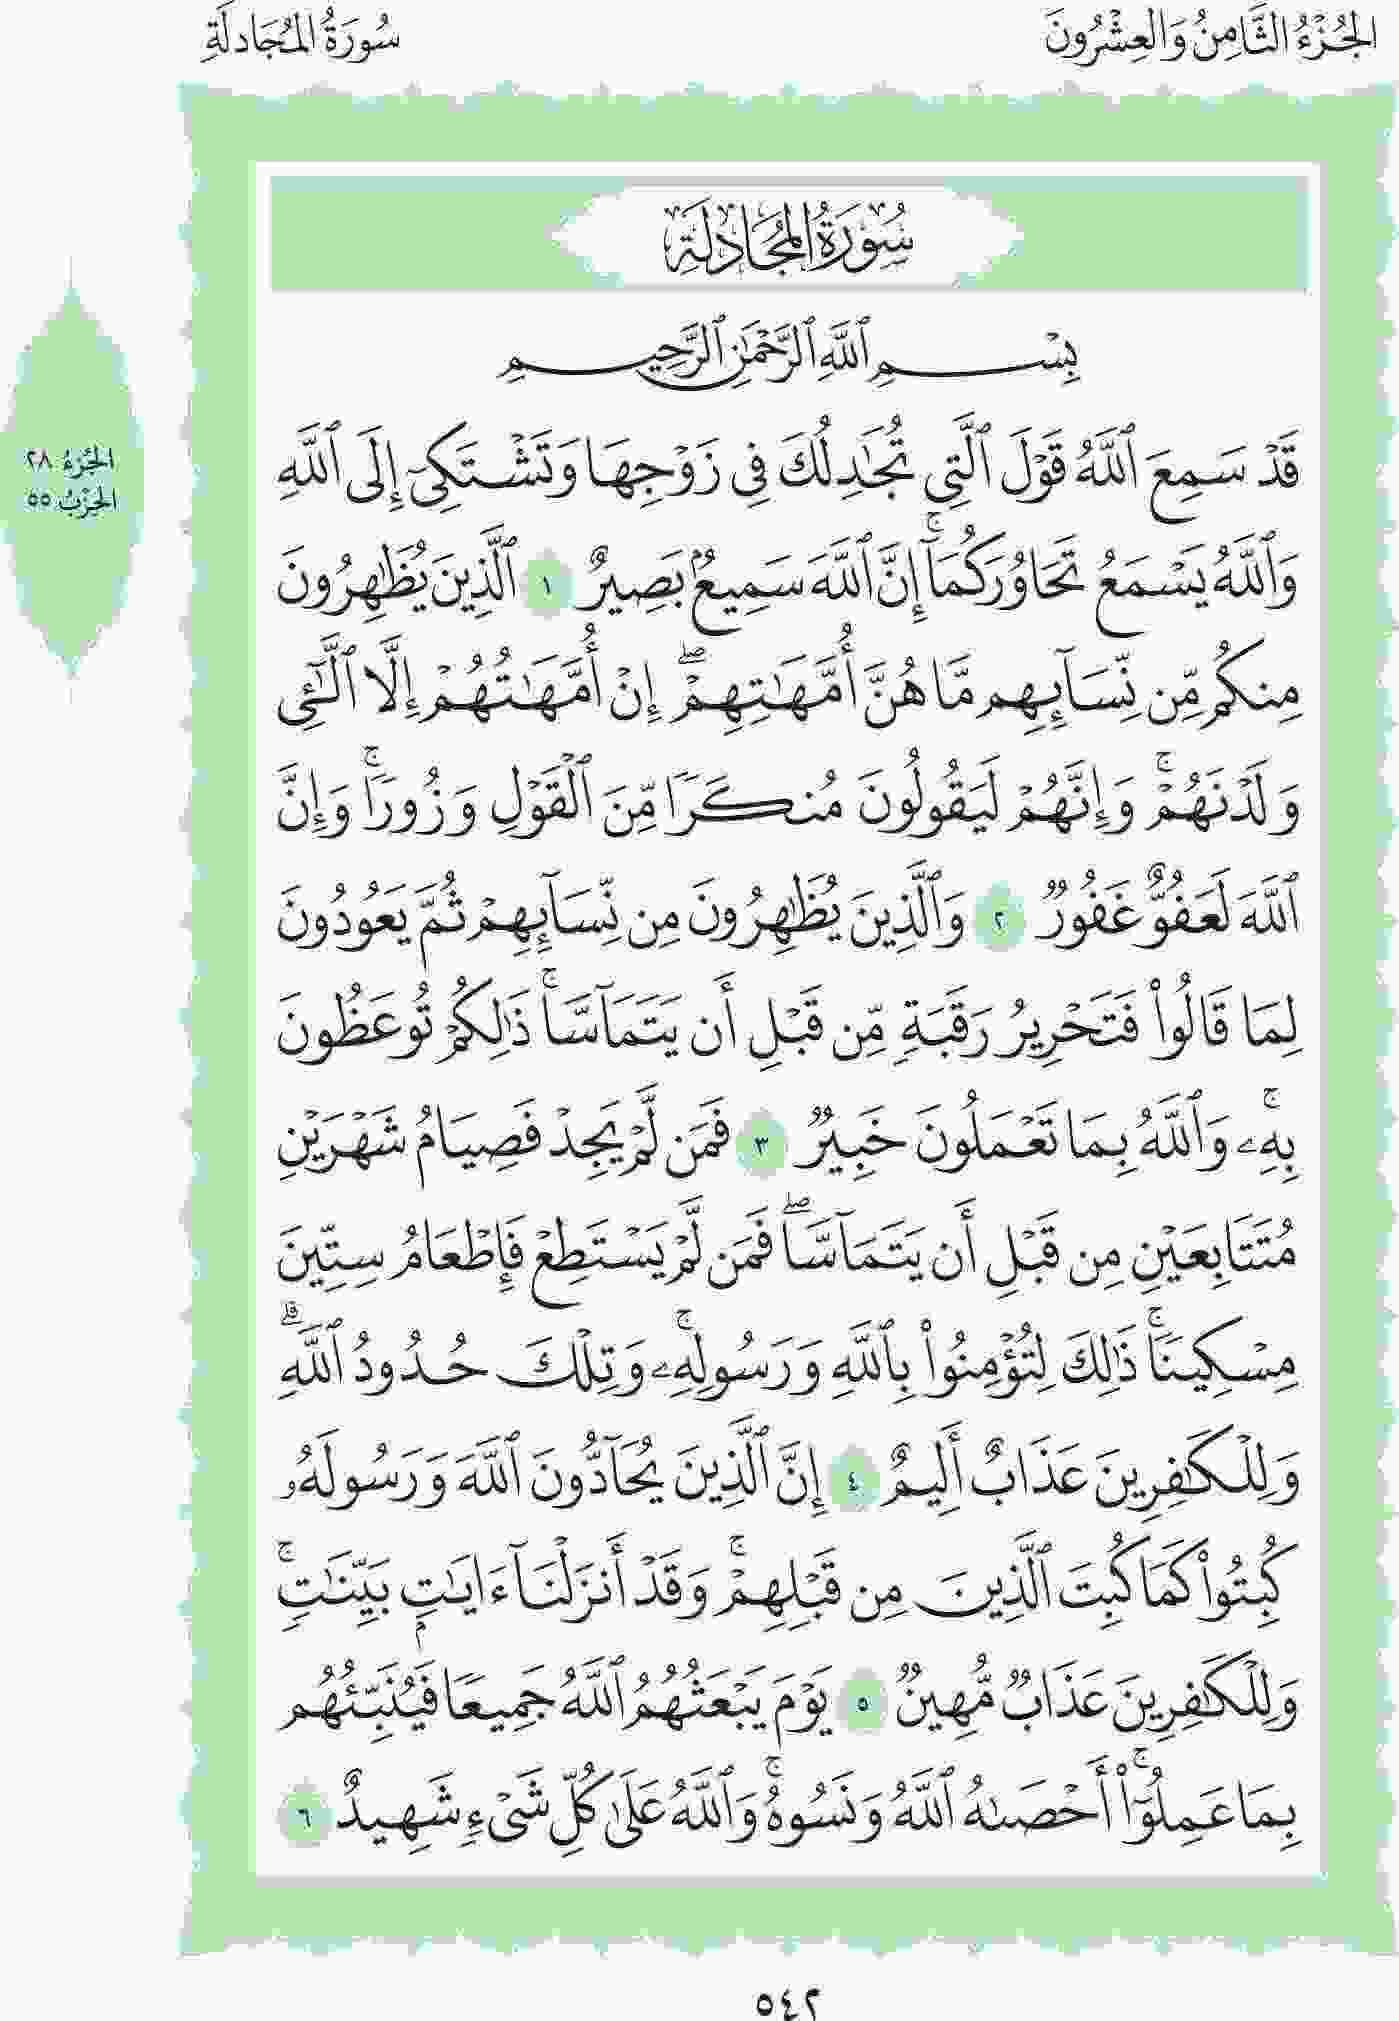 الجُزْءُ الثَّامِنُ وَالعِشْرُونَ
سُورَةُ المُجَادلَةِ
سُورَةُ المُجَادلَةِ
بِسْمِ ٱللَّهِ ٱلرَّحْمَٰنِ ٱلرَّحِيمِ
قَدْ سَمِعَ ٱللَّهُ قَوْلَ ٱلَّتِي تُجَٰدِلُكَ فِي زَوْجِهَا وَتَشْتَكِيٓ إِلَى ٱللَّهِ
وَٱللَّهُ يَسْمَعُ تَحَاوُرَكُمَآۚ إِنَّ ٱللَّهَ سَمِيعُۢ بَصِيرٌ ١ ٱلَّذِينَ يُظَٰهِرُونَ
مِنكُم مِّن نِّسَآئِهِم مَّا هُنَّ أُمَّهَٰتِهِمْۖ إِنْ أُمَّهَٰتُهُمْ إِلَّا ٱلَّٰٓـِٔي
وَلَدْنَهُمْۚ وَإِنَّهُمْ لَيَقُولُونَ مُنكَرًا مِّنَ ٱلْقَوْلِ وَزُورًاۚ وَإِنَّ
ٱللَّهَ لَعَفُوٌّ غَفُورٌ ٢ وَٱلَّذِينَ يُظَٰهِرُونَ مِن نِّسَآئِهِمْ ثُمَّ يَعُودُونَ
لِمَا قَالُوا۟ فَتَحْرِيرُ رَقَبَةٍ مِّن قَبْلِ أَن يَتَمَآسَّاۚ ذَٰلِكُمْ تُوعَظُونَ
بِهِۦۚ وَٱللَّهُ بِمَا تَعْمَلُونَ خَبِيرٌ ٣ فَمَن لَّمْ يَجِدْ فَصِيَامُ شَهْرَيْنِ
مُتَتَابِعَيْنِ مِن قَبْلِ أَن يَتَمَآسَّاۖ فَمَن لَّمْ يَسْتَطِعْ فَإِطْعَامُ سِتِّينَ
مِسْكِينًاۚ ذَٰلِكَ لِتُؤْمِنُوا۟ بِٱللَّهِ وَرَسُولِهِۦۚ وَتِلْكَ حُدُودُ ٱللَّهِۗ
وَلِلْكَٰفِرِينَ عَذَابٌ أَلِيمٌ ٤ إِنَّ ٱلَّذِينَ يُحَآدُّونَ ٱللَّهَ وَرَسُولَهُۥ
كُبِتُوا۟ كَمَا كُبِتَ ٱلَّذِينَ مِن قَبْلِهِمْۚ وَقَدْ أَنزَلْنَآ ءَايَٰتٍۭ بَيِّنَٰتٍۚ
وَلِلْكَٰفِرِينَ عَذَابٌ مُّهِينٌ ٥ يَوْمَ يَبْعَثُهُمُ ٱللَّهُ جَمِيعًا فَيُنَبِّئُهُم
بِمَا عَمِلُوٓا۟ۚ أَحْصَىٰهُ ٱللَّهُ وَنَسُوهُۚ وَٱللَّهُ عَلَىٰ كُلِّ شَيْءٍ شَهِيدٌ ٦
الجُزءُ ٢٨
الحِزْبُ ٥٥
٥٤٢